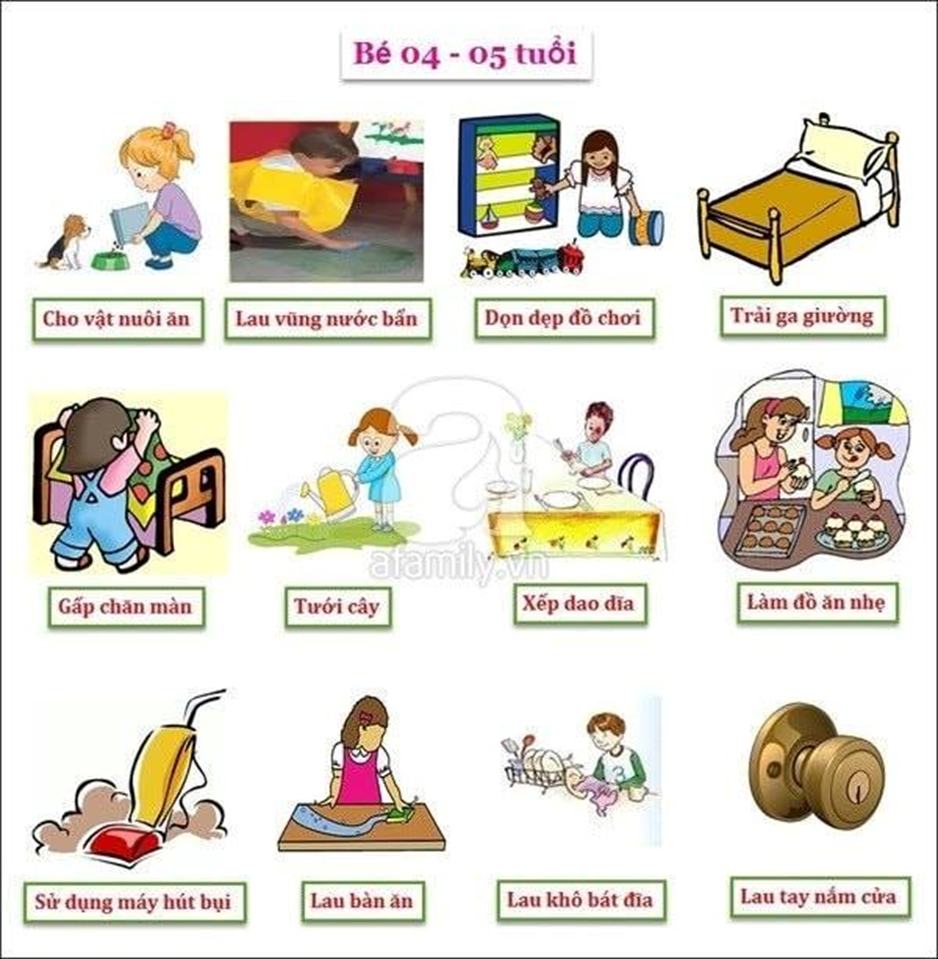 Bé 04 - 05 tuổi
Cho vật nuôi ăn
Lau vũng nước bẩn
Dọn dẹp đồ chơi
Trải ga giường
afamily.vn
Gấp chăn màn
Tưới cây
Xếp dao dĩa
Làm đồ ăn nhẹ
3
Sử dụng máy hút bụi
Lau bàn ăn
Lau khô bát đĩa
Lau tay nắm cửa